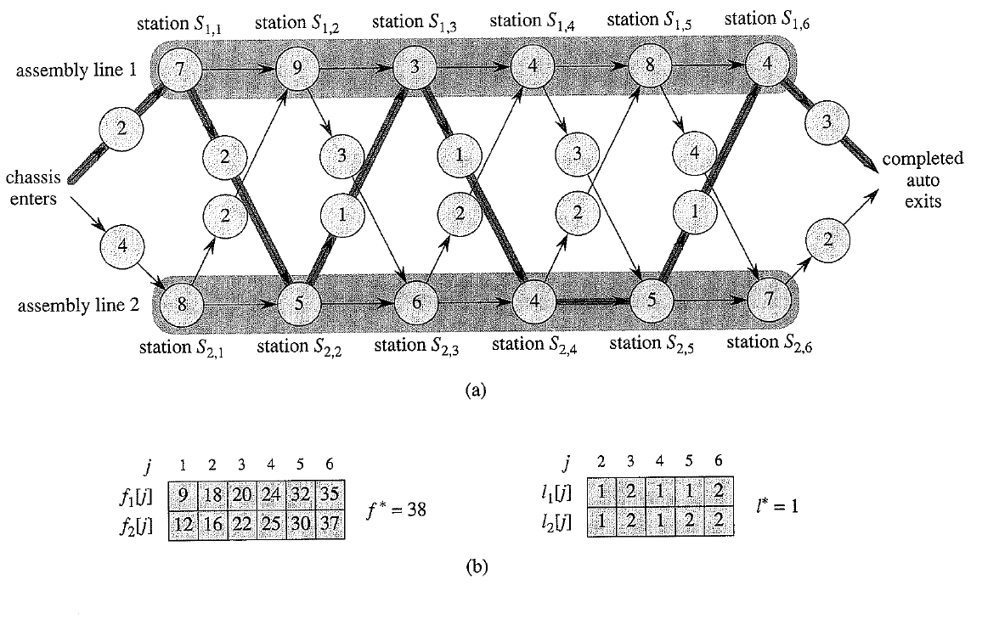 station S1,1 station S1,2 station S1,3 station S1,4 station S1,5 station S1,6
assembly line 1 7 9 3 4 8 4
2 3
2 3 1 3 4
chassis enters
completed auto exits
2 1 2 2 1
4 2
assembly line 2 8 5 6 4 5 7
station S2,1 station S2,2 station S2,3 station S2,4 station S2,5 station S2,6
(a)
j 1 2 3 4 5 6
f1[j] 9 18 20 24 32 35
f2[j] 12 16 22 25 30 37
f* = 38
j 2 3 4 5 6
l1[j] 1 2 1 1 2
l2[j] 1 2 1 2 2
l* = 1
(b)